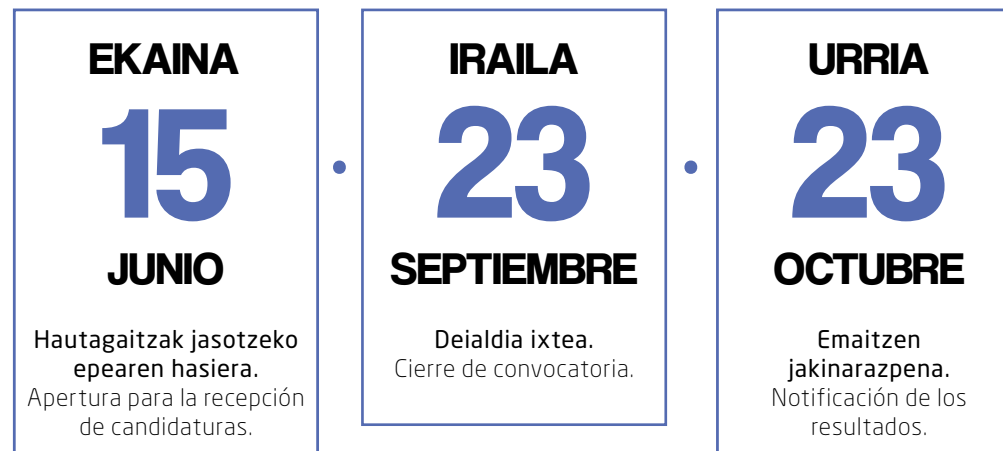 EKAINA
15
JUNIO
Hautagaitzak jasotzeko
epearen hasiera.
Apertura para la recepción
de candidaturas.
IRAILA
23
SEPTIEMBRE
Deialdia ixtea.
Cierre de convocatoria.
URRIA
23
OCTUBRE
Emaitzen
jakinarazpena.
Notificación de los
resultados.